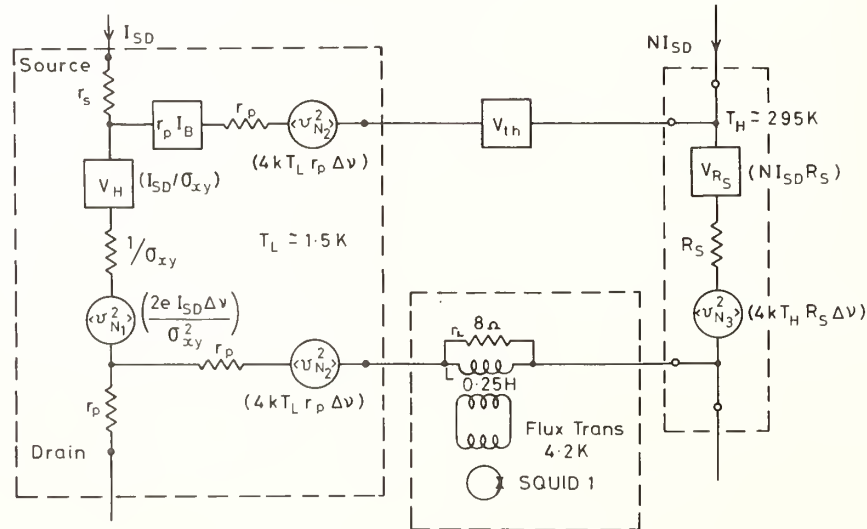 I_SD
NI_SD
Source
r_s
r_p I_B
r_p
⟨υ²_N2⟩
V_th
T_H ≃ 295K
(4kT_L r_p Δν)
V_H
(I_SD/σ_xy)
V_R_S
(NI_SD R_S)
1/σ_xy
T_L ≃ 1·5 K
R_S
⟨υ²_N1⟩
(2e I_SD Δν / σ²_xy)
⟨υ²_N3⟩
(4kT_H R_S Δν)
r_p
⟨υ²_N2⟩
r_L
8Ω
L
0·25H
(4kT_L r_p Δν)
r_p
Flux Trans
4·2K
Drain
SQUID 1